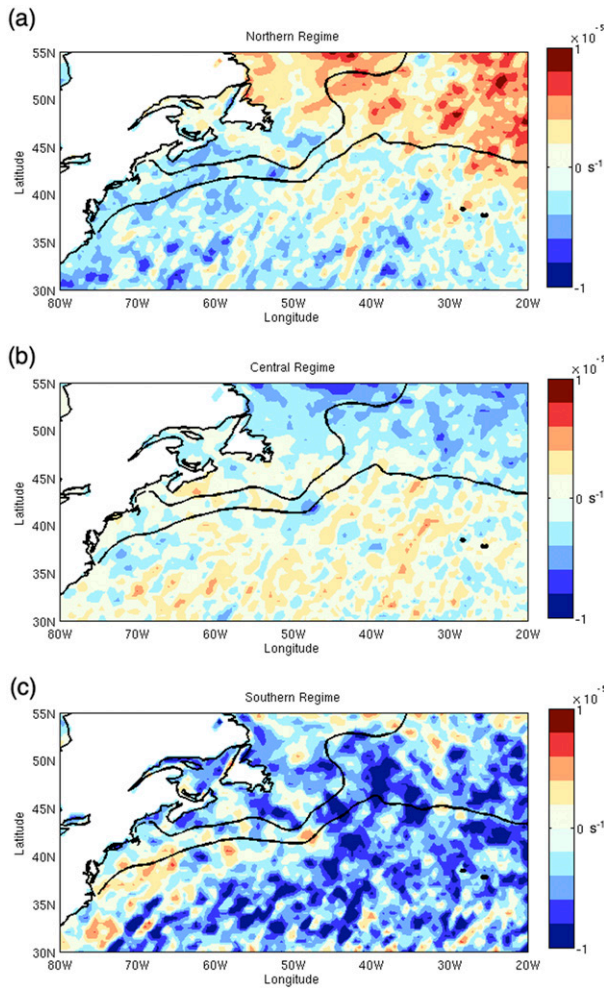 (a)
Northern Regime
55N
50N
45N
40N
35N
30N
Latitude
80W 70W 60W 50W 40W 30W 20W
Longitude
x 10⁻⁵
1
0 s⁻¹
-1
(b)
Central Regime
55N
50N
45N
40N
35N
30N
Latitude
80W 70W 60W 50W 40W 30W 20W
Longitude
x 10⁻⁵
1
0 s⁻¹
-1
(c)
Southern Regime
55N
50N
45N
40N
35N
30N
Latitude
80W 70W 60W 50W 40W 30W 20W
Longitude
x 10⁻⁵
1
0 s⁻¹
-1